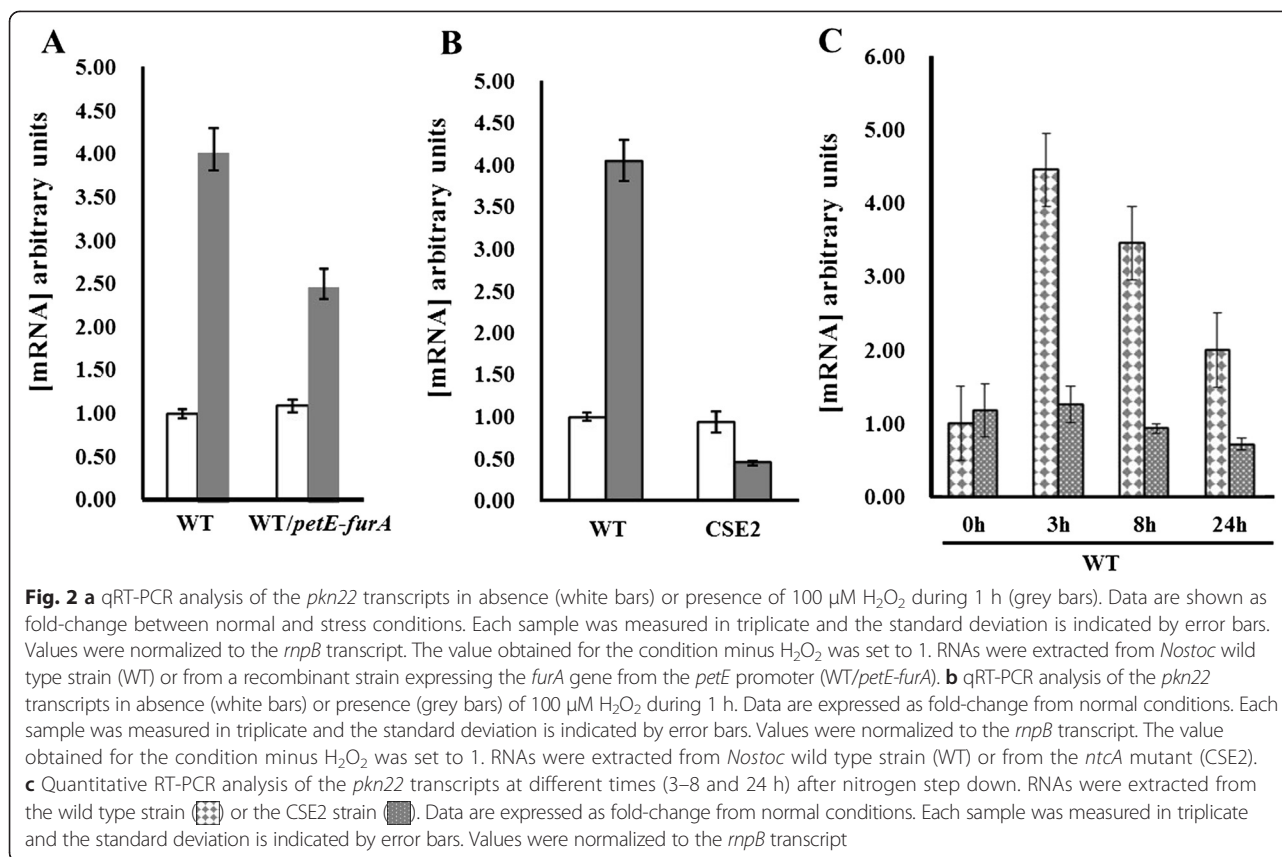 A
B
C
5.00
4.50
4.00
3.50
3.00
2.50
2.00
1.50
1.00
0.50
0.00
[mRNA] arbitrary units
WT
WT/petE-furA
5.00
4.50
4.00
3.50
3.00
2.50
2.00
1.50
1.00
0.50
0.00
[mRNA] arbitrary units
WT
CSE2
6.00
5.00
4.00
3.00
2.00
1.00
0.00
[mRNA] arbitrary units
0h
3h
8h
24h
WT
Fig. 2 a qRT-PCR analysis of the pkn22 transcripts in absence (white bars) or presence of 100 μM H₂O₂ during 1 h (grey bars). Data are shown as
fold-change between normal and stress conditions. Each sample was measured in triplicate and the standard deviation is indicated by error bars.
Values were normalized to the rnpB transcript. The value obtained for the condition minus H₂O₂ was set to 1. RNAs were extracted from Nostoc wild
type strain (WT) or from a recombinant strain expressing the furA gene from the petE promoter (WT/petE-furA). b qRT-PCR analysis of the pkn22
transcripts in absence (white bars) or presence (grey bars) of 100 μM H₂O₂ during 1 h. Data are expressed as fold-change from normal conditions. Each
sample was measured in triplicate and the standard deviation is indicated by error bars. Values were normalized to the rnpB transcript. The value
obtained for the condition minus H₂O₂ was set to 1. RNAs were extracted from Nostoc wild type strain (WT) or from the ntcA mutant (CSE2).
c Quantitative RT-PCR analysis of the pkn22 transcripts at different times (3–8 and 24 h) after nitrogen step down. RNAs were extracted from
the wild type strain ( ) or the CSE2 strain ( ). Data are expressed as fold-change from normal conditions. Each sample was measured in triplicate
and the standard deviation is indicated by error bars. Values were normalized to the rnpB transcript